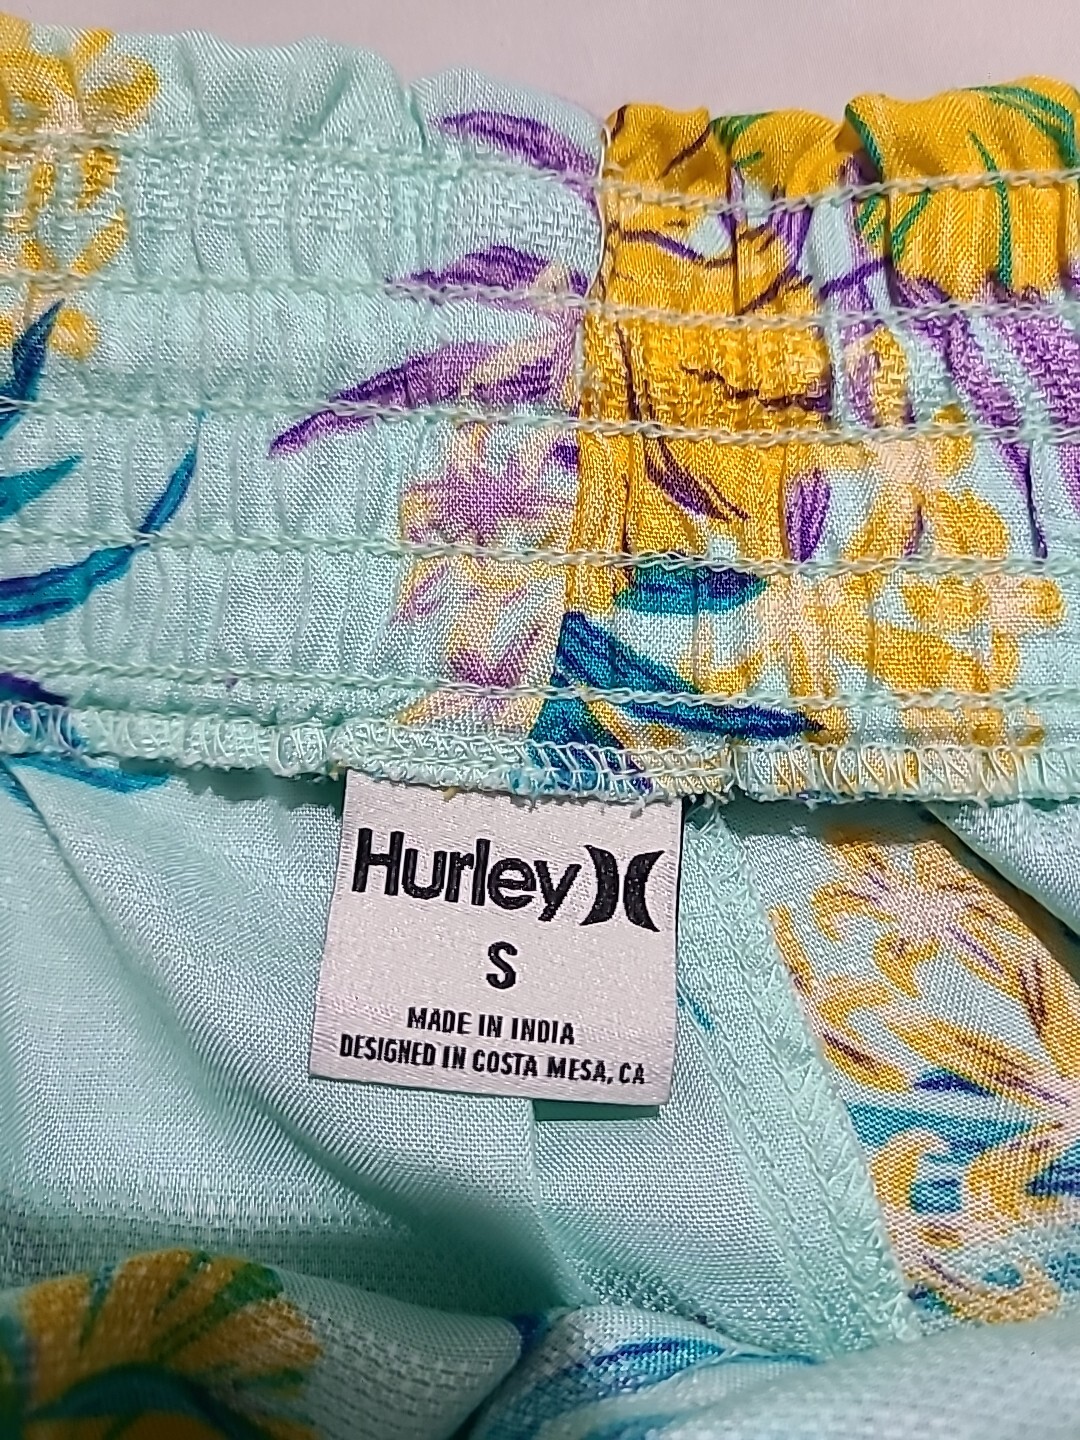 Hurley
S
MADE IN INDIA
DESIGNED IN COSTA MESA, CA